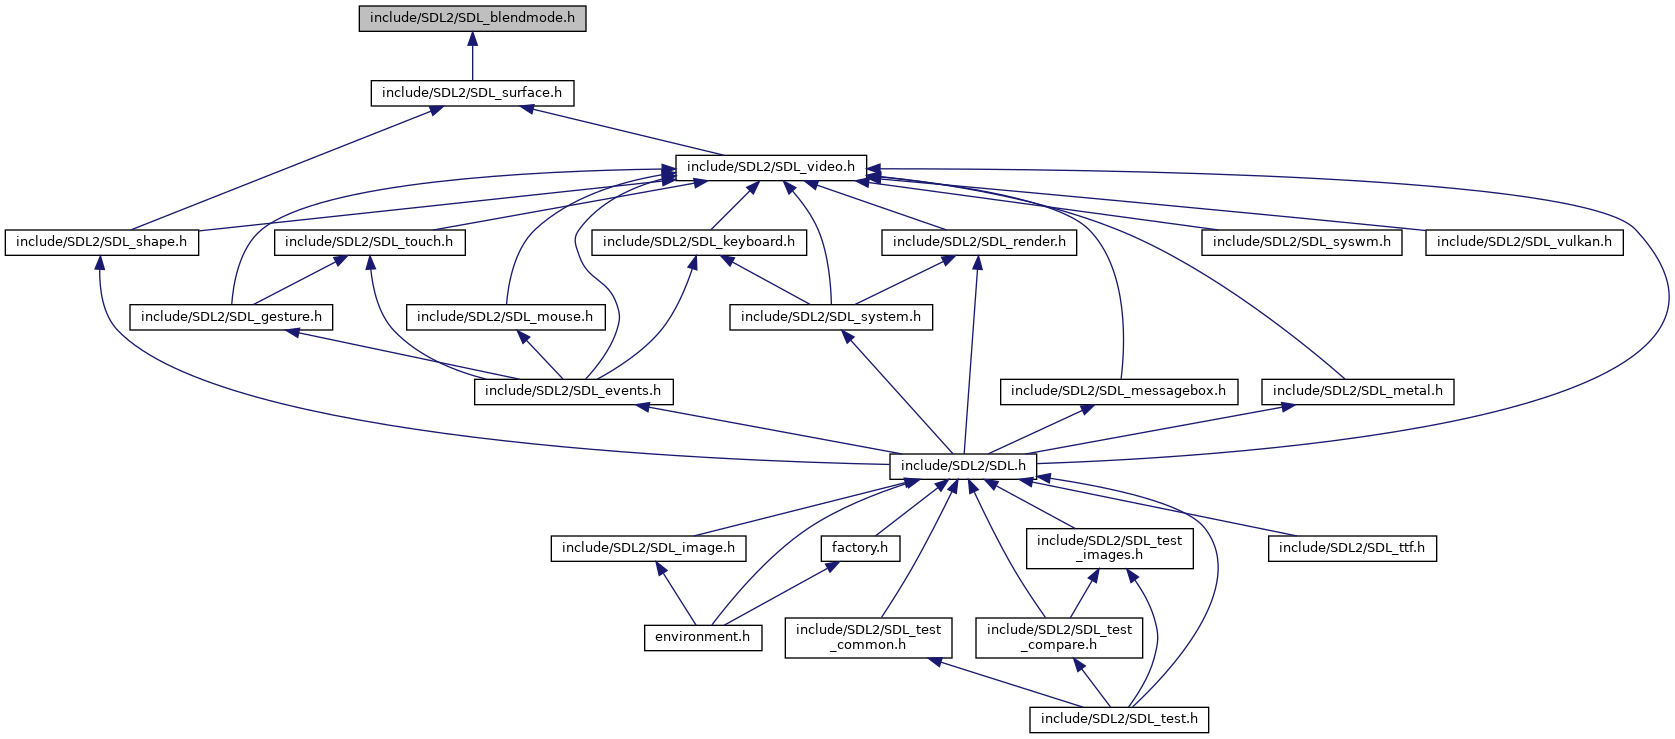 include/SDL2/SDL_blendmode.h
include/SDL2/SDL_surface.h
include/SDL2/SDL_video.h
include/SDL2/SDL_shape.h
include/SDL2/SDL_touch.h
include/SDL2/SDL_keyboard.h
include/SDL2/SDL_render.h
include/SDL2/SDL_syswm.h
include/SDL2/SDL_vulkan.h
include/SDL2/SDL_gesture.h
include/SDL2/SDL_mouse.h
include/SDL2/SDL_system.h
include/SDL2/SDL_events.h
include/SDL2/SDL_messagebox.h
include/SDL2/SDL_metal.h
include/SDL2/SDL.h
include/SDL2/SDL_image.h
factory.h
include/SDL2/SDL_test
_images.h
include/SDL2/SDL_ttf.h
environment.h
include/SDL2/SDL_test
_common.h
include/SDL2/SDL_test
_compare.h
include/SDL2/SDL_test.h